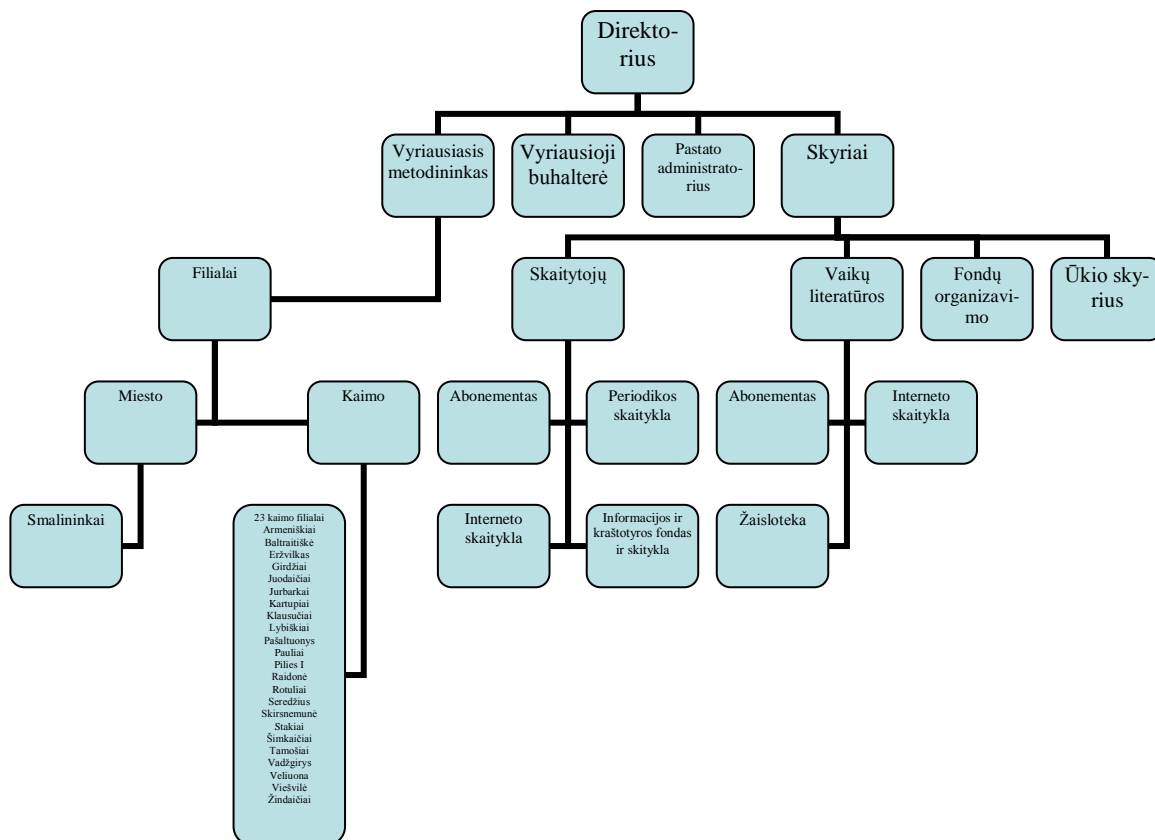 Direkto-
rius
Vyriausiasis
metodininkas
Vyriausioji
buhalterė
Pastato
administrato-
rius
Skyriai
Filialai
Skaitytojų
Vaikų
literatūros
Fondų
organizavi-
mo
Ūkio sky-
rius
Miesto
Kaimo
Abonementas
Periodikos
skaitykla
Abonementas
Interneto
skaitykla
Smalininkai
23 kaimo filialai
Armeniškiai
Baltraitiškė
Eržvilkas
Girdžiai
Juodaičiai
Jurbarkai
Kartupiai
Klausučiai
Lybiškiai
Pašaltuonys
Pauliai
Pilies I
Raidonė
Rotuliai
Seredžius
Skirsnemunė
Stakiai
Šimkaičiai
Tamošiai
Vadžgirys
Veliuona
Viešvilė
Žindaičiai
Interneto
skaitykla
Informacijos ir
kraštotyros fondas
ir skitykla
Žaisloteka